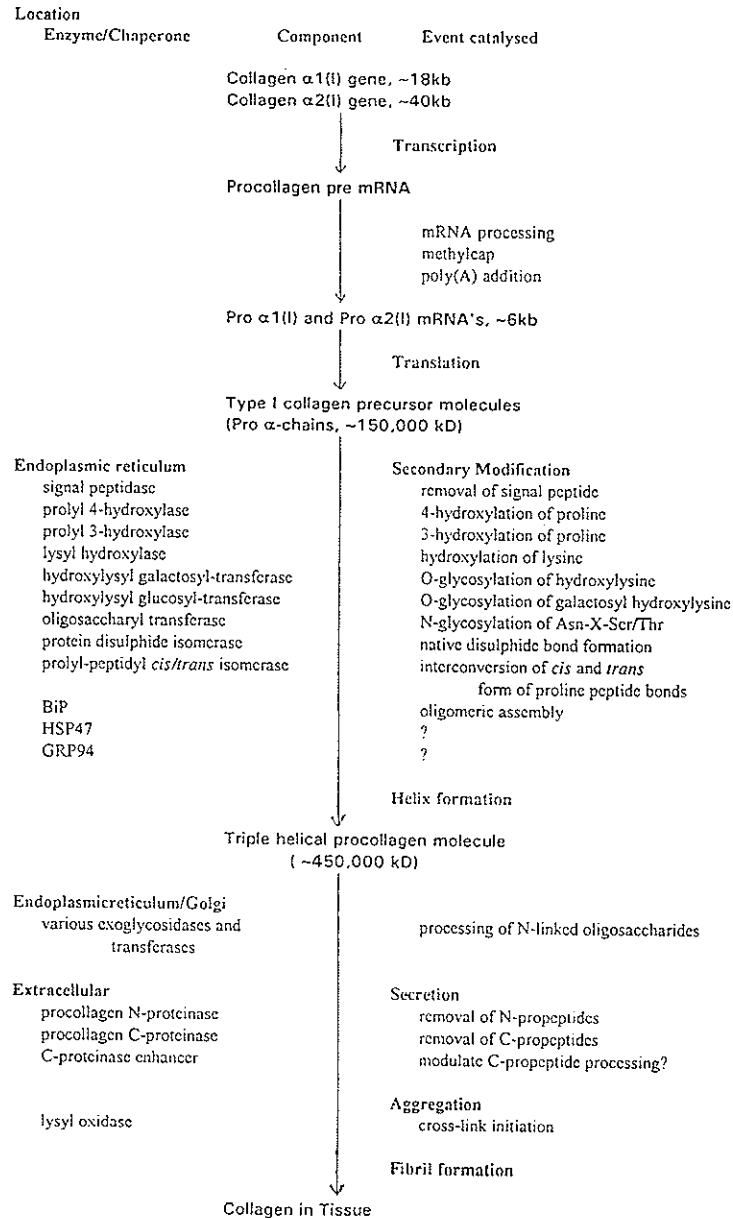 Location
Enzyme/Chaperone Component Event catalysed
Collagen α1(I) gene, ~18kb
Collagen α2(I) gene, ~40kb
Transcription
Procollagen pre mRNA
mRNA processing
methylcap
poly(A) addition
Pro α1(I) and Pro α2(I) mRNA's, ~6kb
Translation
Type I collagen precursor molecules
(Pro α-chains, ~150,000 kD)
Endoplasmic reticulum Secondary Modification
signal peptidase removal of signal peptide
prolyl 4-hydroxylase 4-hydroxylation of proline
prolyl 3-hydroxylase 3-hydroxylation of proline
lysyl hydroxylase hydroxylation of lysine
hydroxylysyl galactosyl-transferase O-glycosylation of hydroxylysine
hydroxylysyl glucosyl-transferase O-glycosylation of galactosyl hydroxylysine
oligosaccharyl transferase N-glycosylation of Asn-X-Ser/Thr
protein disulphide isomerase native disulphide bond formation
prolyl-peptidyl cis/trans isomerase interconversion of cis and trans
form of proline peptide bonds
BiP oligomeric assembly
HSP47 ?
GRP94 ?
Helix formation
Triple helical procollagen molecule
( ~450,000 kD)
Endoplasmicreticulum/Golgi
various exoglycosidases and processing of N-linked oligosaccharides
transferases
Extracellular Secretion
procollagen N-proteinase removal of N-propeptides
procollagen C-proteinase removal of C-propeptides
C-proteinase enhancer modulate C-propeptide processing?
Aggregation
lysyl oxidase cross-link initiation
Fibril formation
Collagen in Tissue